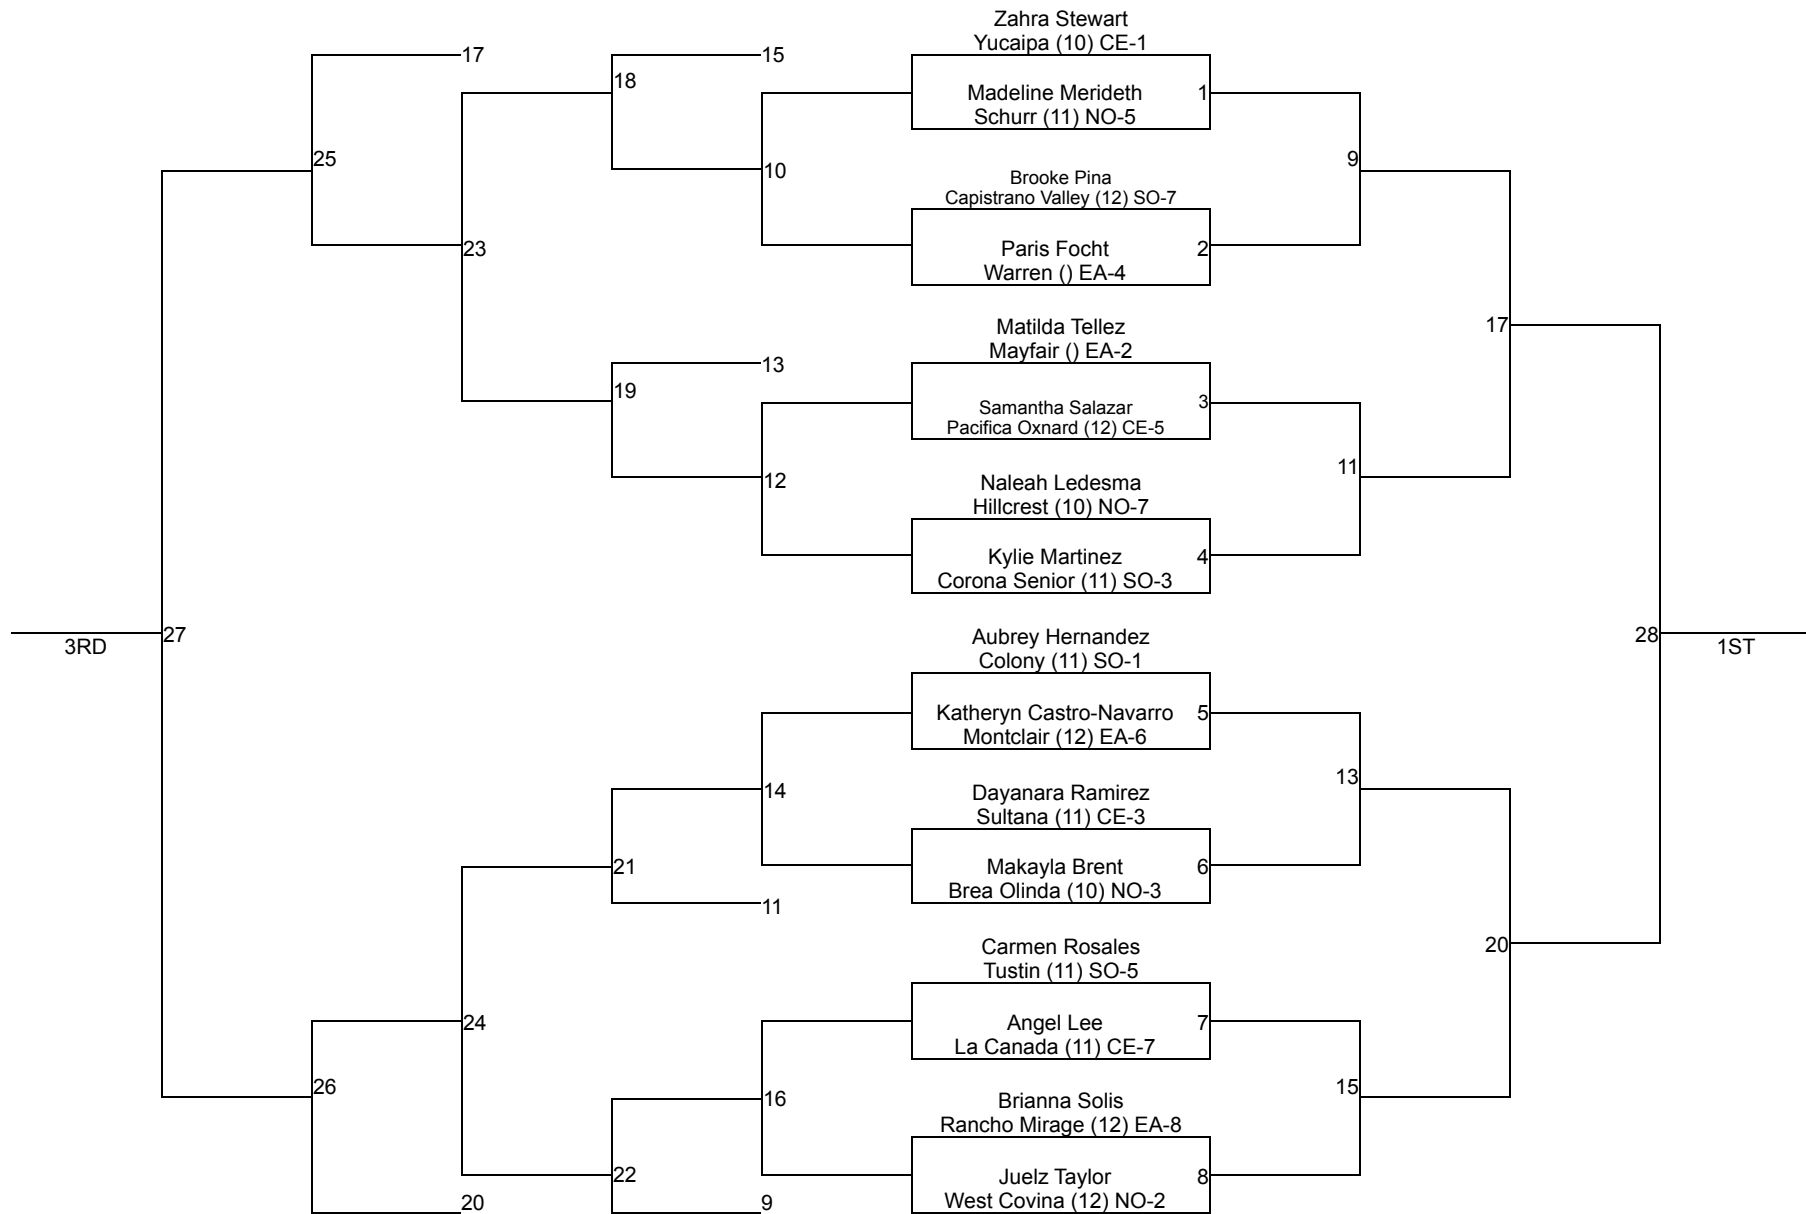 Zahra Stewart
Yucaipa (10) CE-1
17
15
18
Madeline Merideth
1
Schurr (11) NO-5
25
9
10
Brooke Pina
Capistrano Valley (12) SO-7
23
Paris Focht
2
Warren () EA-4
Matilda Tellez
17
Mayfair () EA-2
13
19
Samantha Salazar
3
Pacifica Oxnard (12) CE-5
11
12
Naleah Ledesma
Hillcrest (10) NO-7
Kylie Martinez
4
Corona Senior (11) SO-3
27
3RD
Aubrey Hernandez
28
1ST
Colony (11) SO-1
Katheryn Castro-Navarro
5
Montclair (12) EA-6
13
14
Dayanara Ramirez
Sultana (11) CE-3
21
Makayla Brent
6
Brea Olinda (10) NO-3
11
Carmen Rosales
20
Tustin (11) SO-5
24
Angel Lee
7
La Canada (11) CE-7
26
15
16
Brianna Solis
Rancho Mirage (12) EA-8
22
Juelz Taylor
8
West Covina (12) NO-2
20
9